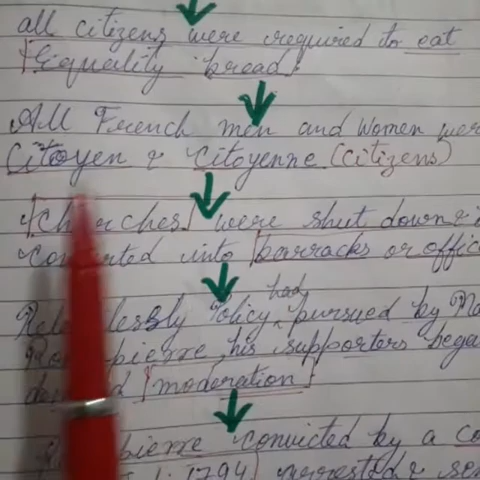 all citizens were required to eat
[Equality bread]
All French men and Women were
Citoyen & Citoyenne (citizens)
[Churches] were shut down &
converted into [barracks or offic
Relentlessly Policy had pursued by Ma
Robespierre, his supporters bega
demand [moderation]
Robespierre convicted by a co
1794] arrested &